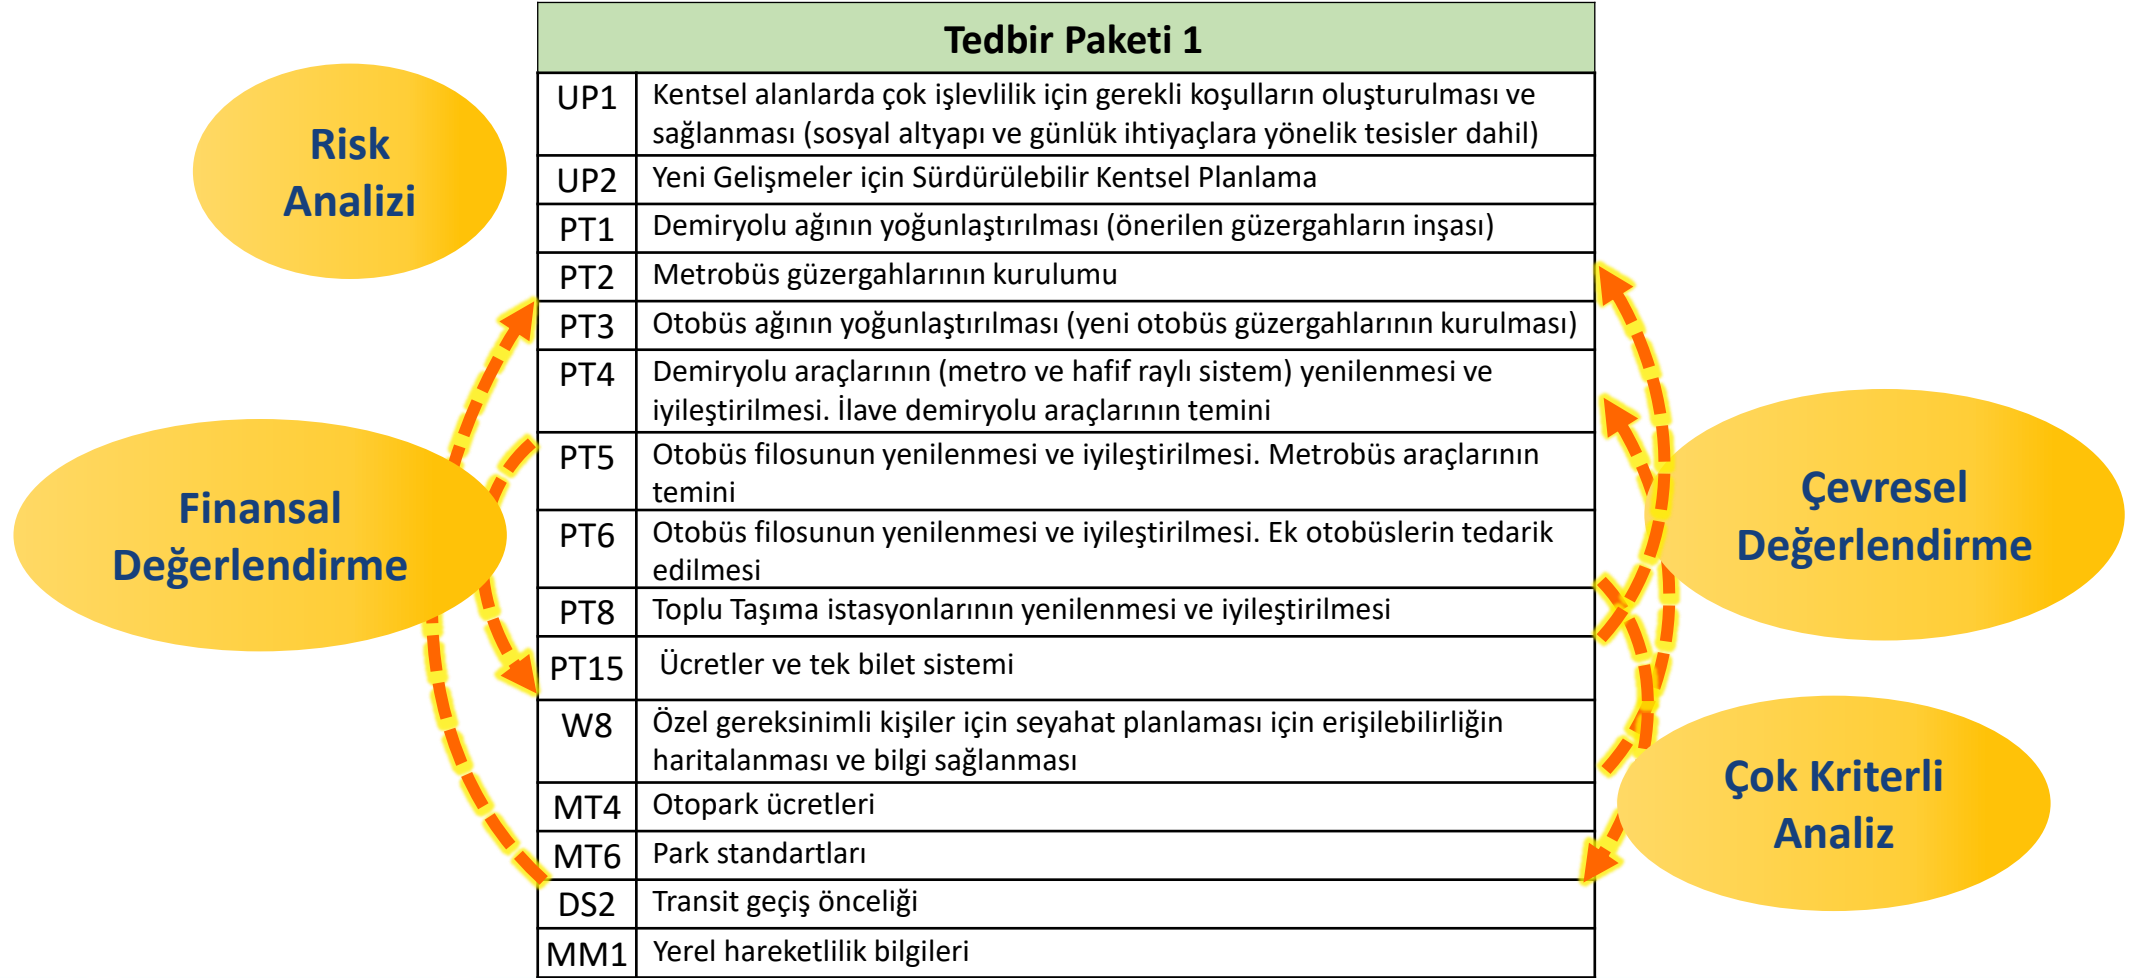 Tedbir Paketi 1
UP1
Kentsel alanlarda çok işlevlilik için gerekli koşulların oluşturulması ve
sağlanması (sosyal altyapı ve günlük ihtiyaçlara yönelik tesisler dahil)
UP2
Yeni Gelişmeler için Sürdürülebilir Kentsel Planlama
PT1
Demiryolu ağının yoğunlaştırılması (önerilen güzergahların inşası)
PT2
Metrobüs güzergahlarının kurulumu
PT3
Otobüs ağının yoğunlaştırılması (yeni otobüs güzergahlarının kurulması)
PT4
Demiryolu araçlarının (metro ve hafif raylı sistem) yenilenmesi ve
iyileştirilmesi. İlave demiryolu araçlarının temini
PT5
Otobüs filosunun yenilenmesi ve iyileştirilmesi. Metrobüs araçlarının
temini
PT6
Otobüs filosunun yenilenmesi ve iyileştirilmesi. Ek otobüslerin tedarik
edilmesi
PT8
Toplu Taşıma istasyonlarının yenilenmesi ve iyileştirilmesi
PT15
Ücretler ve tek bilet sistemi
W8
Özel gereksinimli kişiler için seyahat planlaması için erişilebilirliğin
haritalanması ve bilgi sağlanması
MT4
Otopark ücretleri
MT6
Park standartları
DS2
Transit geçiş önceliği
MM1
Yerel hareketlilik bilgileri
Risk
Analizi
Finansal
Değerlendirme
Çevresel
Değerlendirme
Çok Kriterli
Analiz